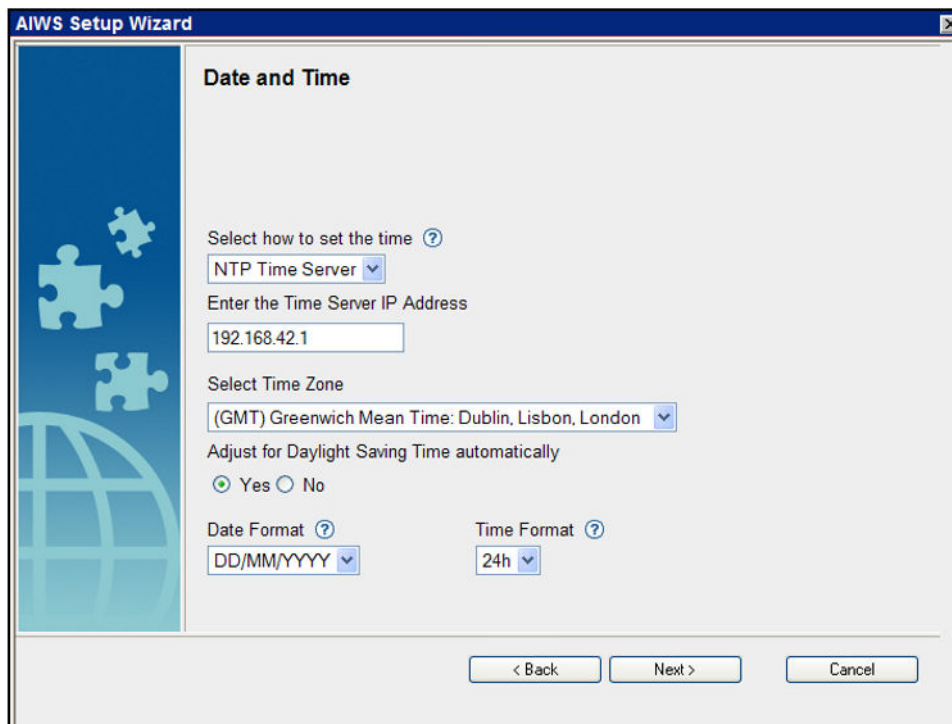 AIWS Setup Wizard
Date and Time
Select how to set the time ?
NTP Time Server
Enter the Time Server IP Address
192.168.42.1
Select Time Zone
(GMT) Greenwich Mean Time: Dublin, Lisbon, London
Adjust for Daylight Saving Time automatically
Yes No
Date Format ? Time Format ?
DD/MM/YYYY 24h
< Back Next > Cancel